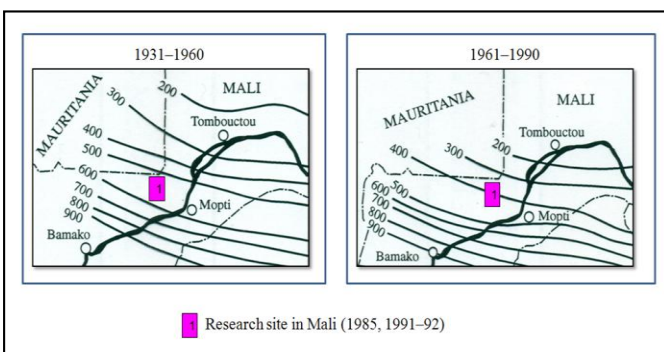 1931–1960
200
MALI
300
MAURITANIA
Tombouctou
400
500
1
600
700
800
900
Mopti
Bamako
1961–1990
MALI
MAURITANIA
Tombouctou
400
300
200
1
600
500
700
800
900
Mopti
Bamako
1 Research site in Mali (1985, 1991–92)